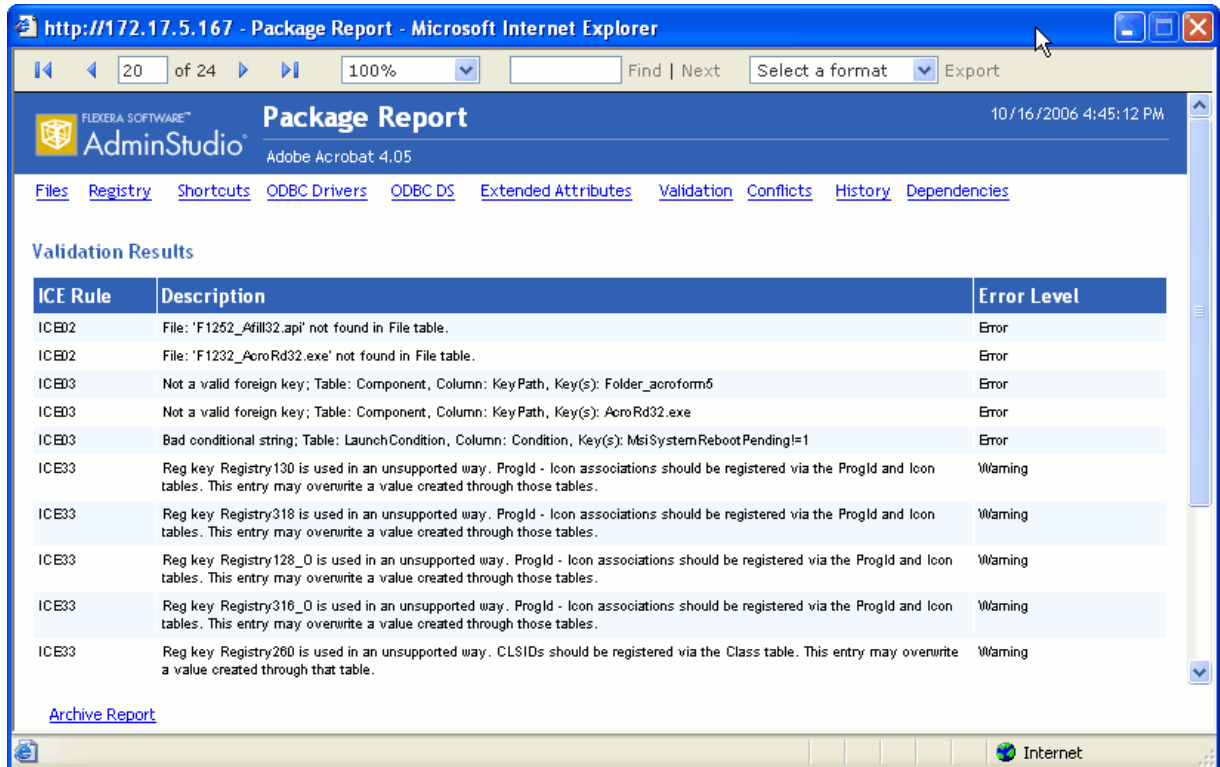 http://172.17.5.167 - Package Report - Microsoft Internet Explorer
20 of 24 100% Find | Next Select a format Export
FLEXERA SOFTWARE™ Package Report 10/16/2006 4:45:12 PM
AdminStudio® Adobe Acrobat 4.05
Files Registry Shortcuts ODBC Drivers ODBC DS Extended Attributes Validation Conflicts History Dependencies
Validation Results
ICE Rule Description Error Level
ICE02 File: 'F1252_Afill32.api' not found in File table. Error
ICE02 File: 'F1232_AcroRd32.exe' not found in File table. Error
ICE03 Not a valid foreign key; Table: Component, Column: KeyPath, Key(s): Folder_acroform5 Error
ICE03 Not a valid foreign key; Table: Component, Column: KeyPath, Key(s): AcroRd32.exe Error
ICE03 Bad conditional string; Table: LaunchCondition, Column: Condition, Key(s): MsiSystemRebootPending!=1 Error
ICE33 Reg key Registry130 is used in an unsupported way. ProgId - Icon associations should be registered via the ProgId and Icon Warning
tables. This entry may overwrite a value created through those tables.
ICE33 Reg key Registry318 is used in an unsupported way. ProgId - Icon associations should be registered via the ProgId and Icon Warning
tables. This entry may overwrite a value created through those tables.
ICE33 Reg key Registry128_0 is used in an unsupported way. ProgId - Icon associations should be registered via the ProgId and Icon Warning
tables. This entry may overwrite a value created through those tables.
ICE33 Reg key Registry316_0 is used in an unsupported way. ProgId - Icon associations should be registered via the ProgId and Icon Warning
tables. This entry may overwrite a value created through those tables.
ICE33 Reg key Registry260 is used in an unsupported way. CLSIDs should be registered via the Class table. This entry may overwrite Warning
a value created through that table.
Archive Report
Internet